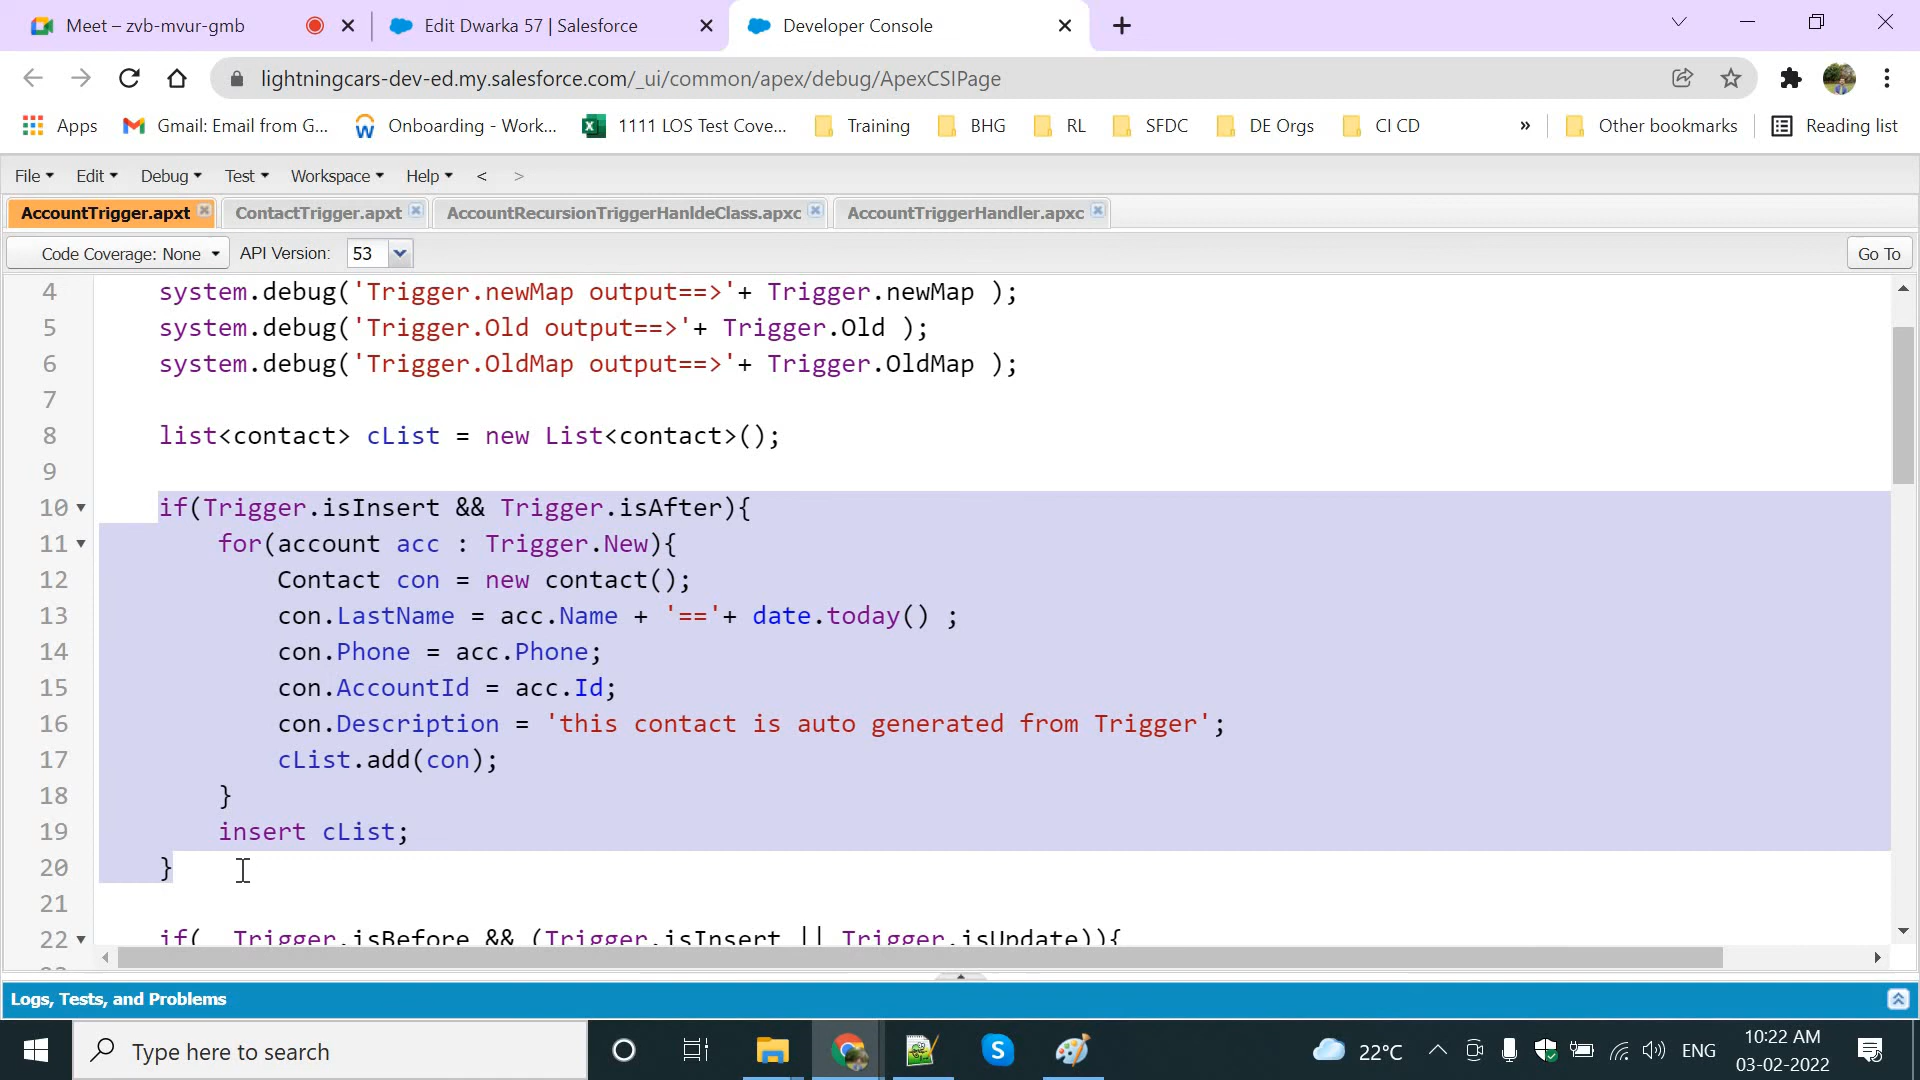 Meet – zvb-mvur-gmb
Edit Dwarka 57 | Salesforce
Developer Console
lightningcars-dev-ed.my.salesforce.com/_ui/common/apex/debug/ApexCSIPage
Apps
Gmail: Email from G...
Onboarding - Work...
1111 LOS Test Cove...
Training
BHG
RL
SFDC
DE Orgs
CI CD
»
Other bookmarks
Reading list
File
Edit
Debug
Test
Workspace
Help
<
>
AccountTrigger.apxt
ContactTrigger.apxt
AccountRecursionTriggerHanldeClass.apxc
AccountTriggerHandler.apxc
Code Coverage: None
API Version:
53
Go To
4 system.debug('Trigger.newMap output==>'+ Trigger.newMap );
5 system.debug('Trigger.Old output==>'+ Trigger.Old );
6 system.debug('Trigger.OldMap output==>'+ Trigger.OldMap );
7
8 list<contact> cList = new List<contact>();
9
10 if(Trigger.isInsert && Trigger.isAfter){
11 for(account acc : Trigger.New){
12 Contact con = new contact();
13 con.LastName = acc.Name + '=='+ date.today() ;
14 con.Phone = acc.Phone;
15 con.AccountId = acc.Id;
16 con.Description = 'this contact is auto generated from Trigger';
17 cList.add(con);
18 }
19 insert cList;
20 }
21
22 if(  Trigger.isBefore && (Trigger.isInsert || Trigger.isUpdate)){
Logs, Tests, and Problems
Type here to search
22°C
ENG
10:22 AM
03-02-2022